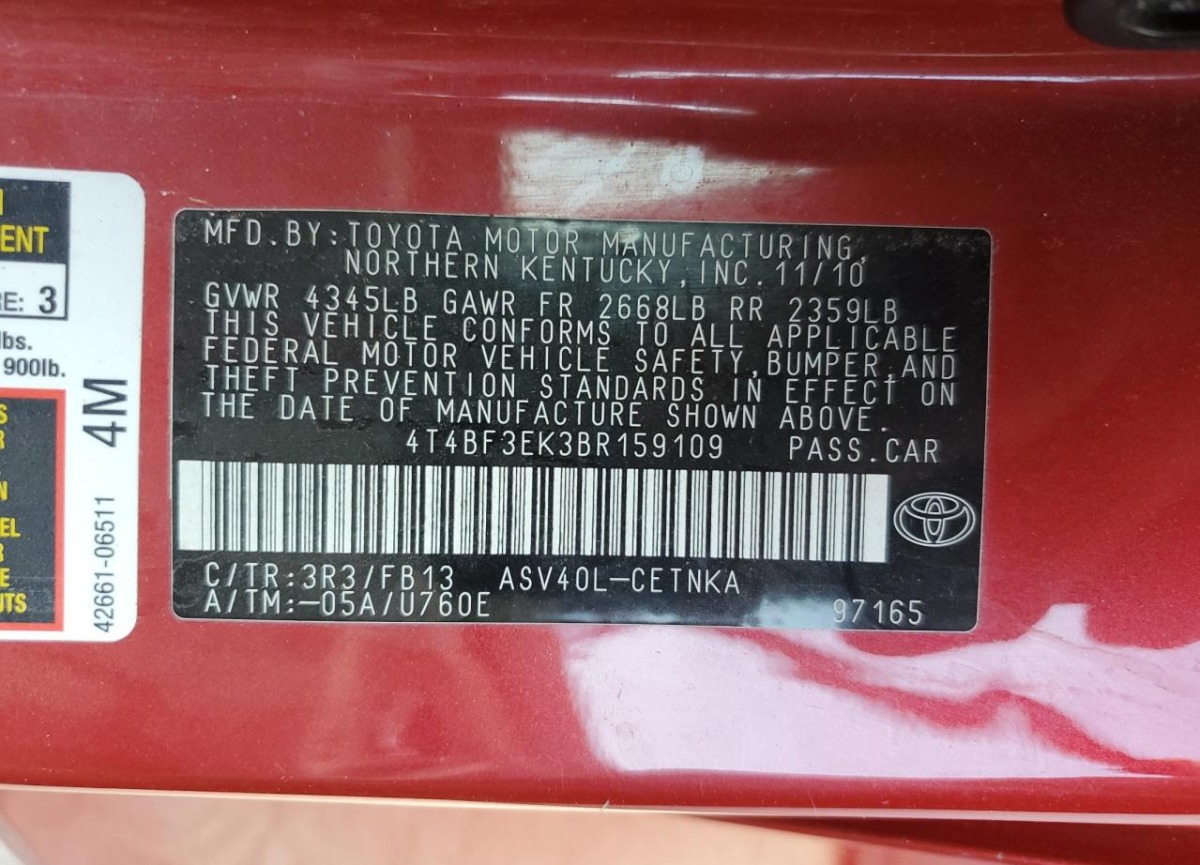 ENT
RE: 3
lbs.
900lb.
4M
42661-06511
MFD.BY:TOYOTA MOTOR MANUFACTURING,
NORTHERN KENTUCKY,INC.11/10
GVWR 4345LB GAWR FR 2668LB RR 2359LB
THIS VEHICLE CONFORMS TO ALL APPLICABLE
FEDERAL MOTOR VEHICLE SAFETY,BUMPER,AND
THEFT PREVENTION STANDARDS IN EFFECT ON
THE DATE OF MANUFACTURE SHOWN ABOVE.
4T4BF3EK3BR159109 PASS.CAR
C/TR:3R3/FB13 ASV40L-CETNKA
A/TM:-05A/U760E 97165